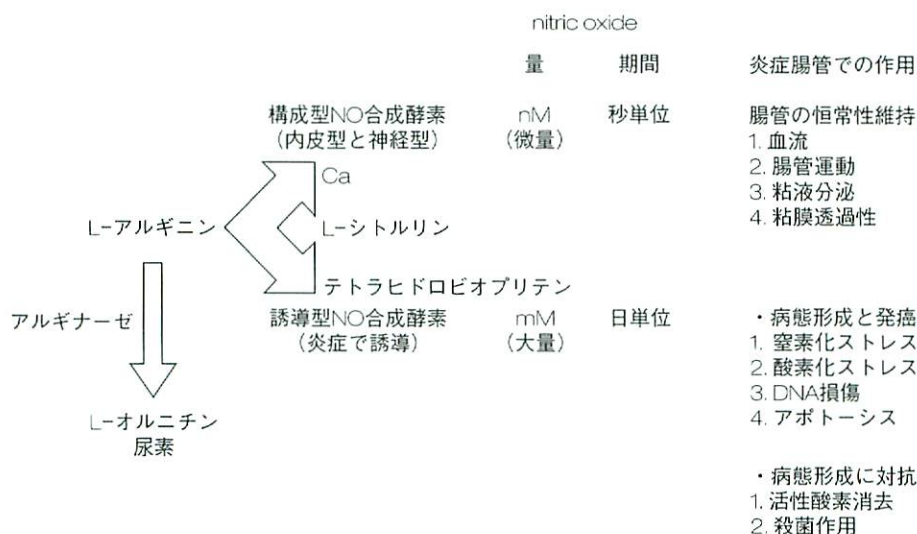 nitric oxide
量 期間 炎症腸管での作用
構成型NO合成酵素 nM 秒単位 腸管の恒常性維持
（内皮型と神経型） （微量） 1. 血流
2. 腸管運動
Ca
3. 粘液分泌
4. 粘膜透過性
L-アルギニン L-シトルリン
テトラヒドロビオプリテン
アルギナーゼ 誘導型NO合成酵素 mM 日単位 ・病態形成と発癌
（炎症で誘導） （大量） 1. 窒素化ストレス
2. 酸素化ストレス
3. DNA損傷
L-オルニチン 4. アポトーシス
尿素
・病態形成に対抗
1. 活性酸素消去
2. 殺菌作用